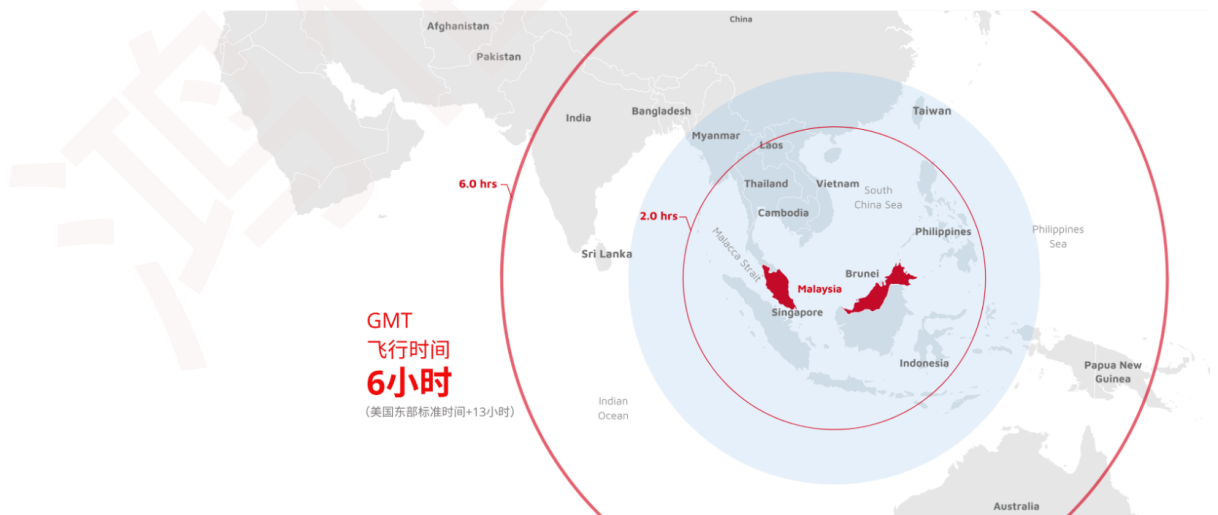 China
Afghanistan
Pakistan
Bangladesh
India
Taiwan
Myanmar
Laos
6.0 hrs
Thailand
Vietnam
South
China Sea
2.0 hrs
Cambodia
Philippines
Philippines
Sea
Malacca Strait
Sri Lanka
Brunei
Malaysia
Singapore
GMT
飞行时间
6小时
（美国东部标准时间+13小时）
Indonesia
Papua New
Guinea
Indian
Ocean
Australia